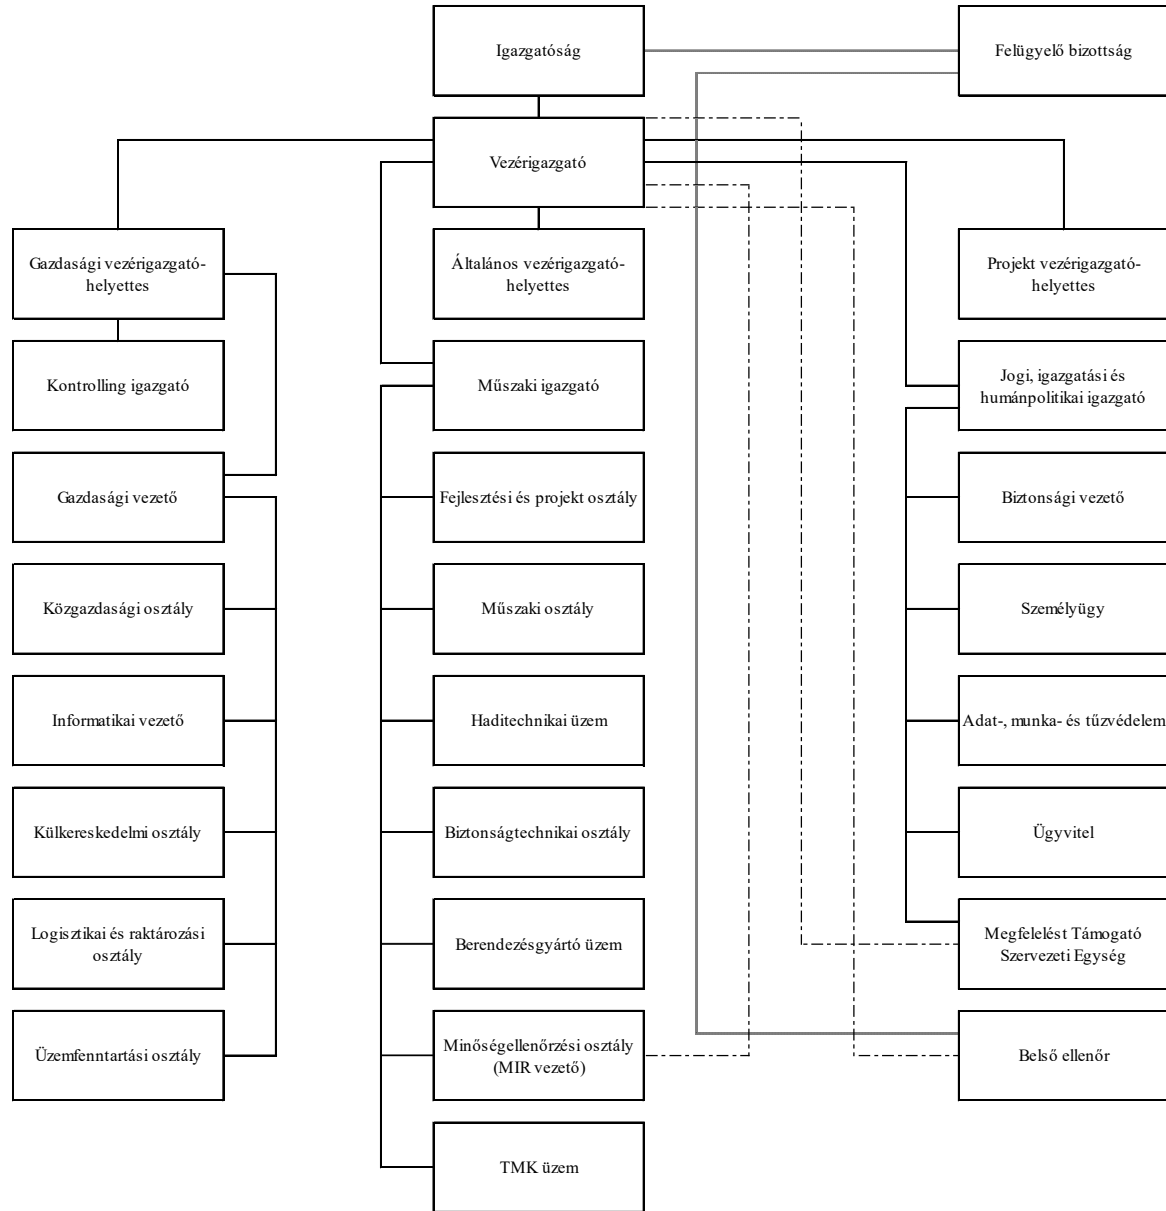 Igazgatóság
Felügyelő bizottság
Vezérigazgató
Gazdasági vezérigazgató-
helyettes
Általános vezérigazgató-
helyettes
Projekt vezérigazgató-
helyettes
Kontrolling igazgató
Műszaki igazgató
Jogi, igazgatási és
humánpolitikai igazgató
Gazdasági vezető
Fejlesztési és projekt osztály
Biztonsági vezető
Közgazdasági osztály
Műszaki osztály
Személyügy
Informatikai vezető
Haditechnikai üzem
Adat-, munka- és tűzvédelem
Külkereskedelmi osztály
Biztonságtechnikai osztály
Ügyvitel
Logisztikai és raktározási
osztály
Berendezésgyártó üzem
Megfelelést Támogató
Szervezeti Egység
Üzemfenntartási osztály
Minőségellenőrzési osztály
(MIR vezető)
Belső ellenőr
TMK üzem